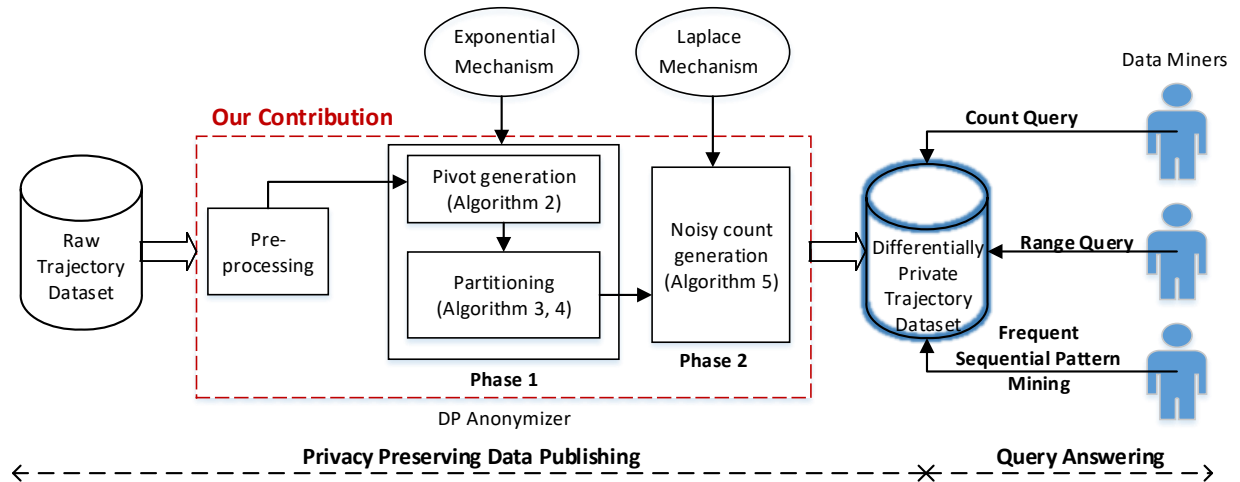 Exponential
Mechanism
Laplace
Mechanism
Data Miners
Our Contribution
Count Query
Raw
Trajectory
Dataset
Pre-
processing
Pivot generation
(Algorithm 2)
Partitioning
(Algorithm 3, 4)
Phase 1
Noisy count
generation
(Algorithm 5)
Phase 2
DP Anonymizer
Differentially
Private
Trajectory
Dataset
Range Query
Frequent
Sequential Pattern
Mining
Privacy Preserving Data Publishing
Query Answering